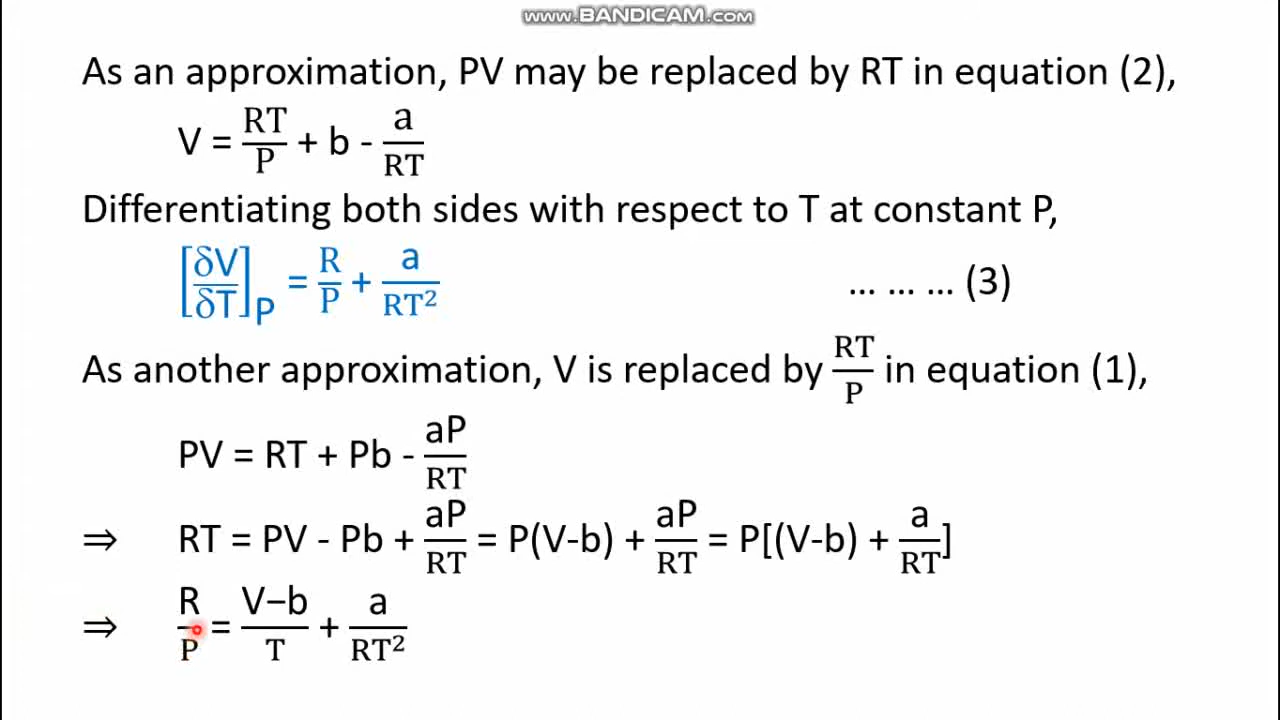 www.BANDICAM.com
As an approximation, PV may be replaced by RT in equation (2),
V = RT/P + b - a/RT
Differentiating both sides with respect to T at constant P,
[δV/δT]P = R/P + a/RT² ... ... ... (3)
As another approximation, V is replaced by RT/P in equation (1),
PV = RT + Pb - aP/RT
⇒ RT = PV - Pb + aP/RT = P(V-b) + aP/RT = P[(V-b) + a/RT]
⇒ R/P = V−b/T + a/RT²